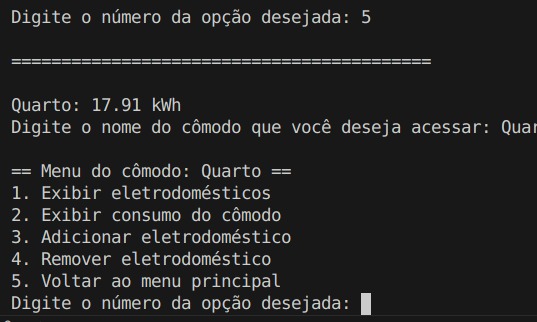 Digite o número da opção desejada: 5
==========================================
Quarto: 17.91 kWh
Digite o nome do cômodo que você deseja acessar:
== Menu do cômodo: Quarto ==
1. Exibir eletrodomésticos
2. Exibir consumo do cômodo
3. Adicionar eletrodoméstico
4. Remover eletrodoméstico
5. Voltar ao menu principal
Digite o número da opção desejada: